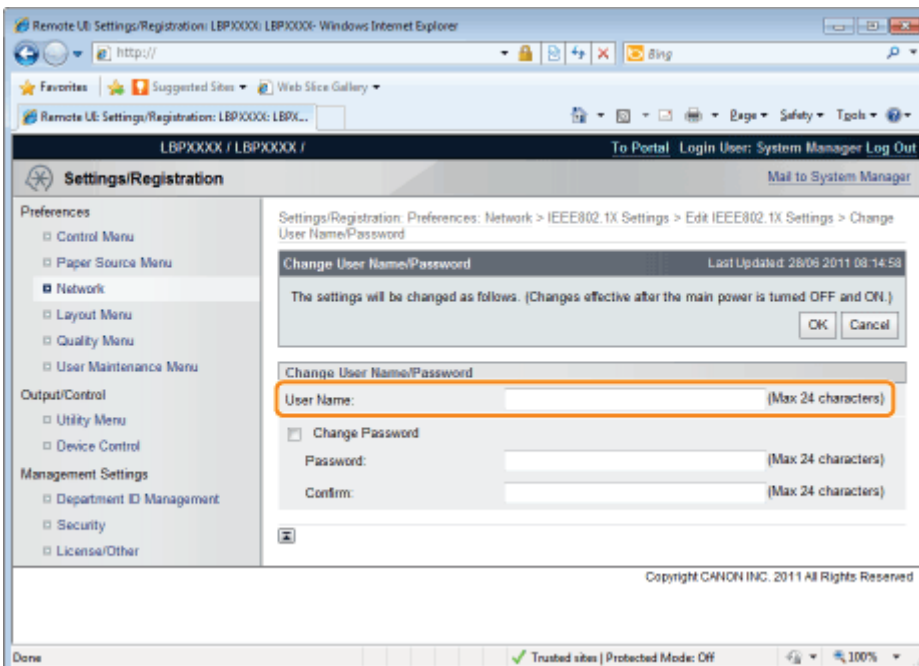 Remote UI: Settings/Registration: LBPXXXX: LBPXXXX- Windows Internet Explorer
http://
Bing
Favorites Suggested Sites Web Slice Gallery
Remote UI: Settings/Registration: LBPXXXX: LBPX...
Page Safety Tools
LBPXXXX / LBPXXXX /
To Portal Login User: System Manager Log Out
Settings/Registration
Mail to System Manager
Preferences
Control Menu
Paper Source Menu
Network
Layout Menu
Quality Menu
User Maintenance Menu
Output/Control
Utility Menu
Device Control
Management Settings
Department ID Management
Security
License/Other
Settings/Registration: Preferences: Network > IEEE802.1X Settings > Edit IEEE802.1X Settings > Change
User Name/Password
Change User Name/Password
Last Updated: 28/06 2011 08:14:58
The settings will be changed as follows. (Changes effective after the main power is turned OFF and ON.)
OK Cancel
Change User Name/Password
User Name: (Max 24 characters)
Change Password
Password: (Max 24 characters)
Confirm: (Max 24 characters)
Copyright CANON INC. 2011 All Rights Reserved
Done
Trusted sites | Protected Mode: Off
100%